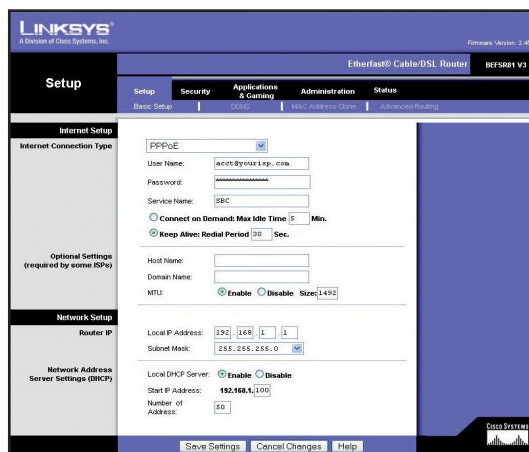 LINKSYS®
A Division of Cisco Systems, Inc.
Firmware Version: 2.45
Etherfast® Cable/DSL Router BEFSR81 V3
Setup
Setup Security Applications & Gaming Administration Status
Basic Setup DDNS MAC Address Clone Advanced Routing
Internet Setup
Internet Connection Type
PPPoE
User Name: acct@yourisp.com
Password: ****************
Service Name: SBC
Connect on Demand: Max Idle Time 5 Min.
Keep Alive: Redial Period 30 Sec.
Optional Settings
(required by some ISPs)
Host Name:
Domain Name:
MTU: Enable Disable Size: 1492
Network Setup
Router IP
Local IP Address: 192 . 168 . 1 . 1
Subnet Mask: 255.255.255.0
Network Address
Server Settings (DHCP)
Local DHCP Server: Enable Disable
Start IP Address: 192.168.1. 100
Number of
Address: 50
Save Settings Cancel Changes Help
CISCO SYSTEMS